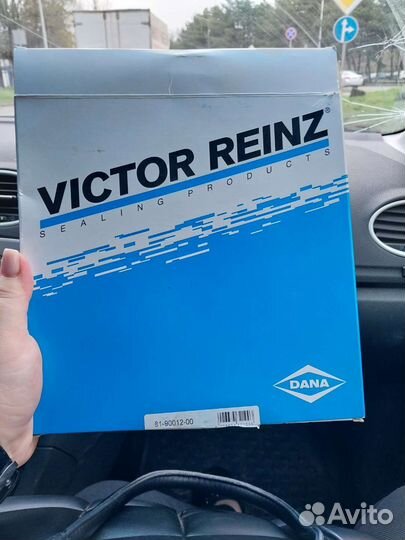 VICTOR REINZ®
SEALING PRODUCTS
DANA
81-90012-00
Avito